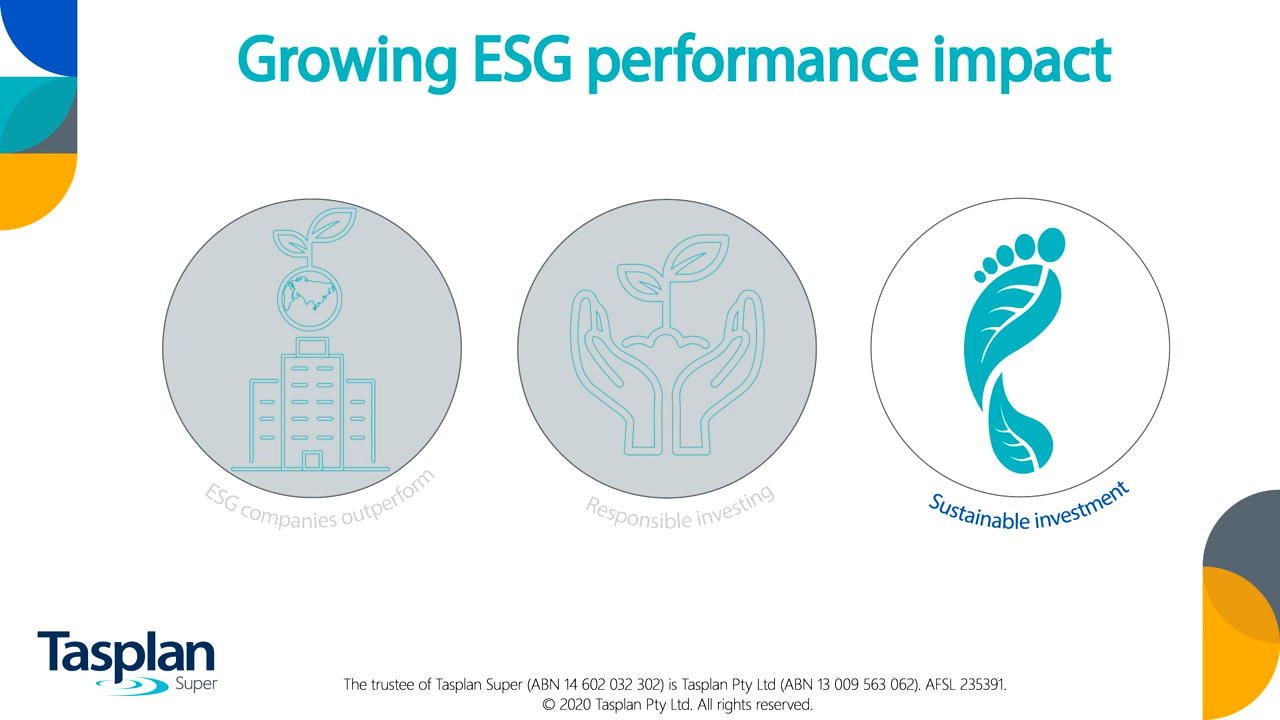 Growing ESG performance impact
ESG companies outperform
Responsible investing
Sustainable investment
Tasplan
Super
The trustee of Tasplan Super (ABN 14 602 032 302) is Tasplan Pty Ltd (ABN 13 009 563 062). AFSL 235391.
© 2020 Tasplan Pty Ltd. All rights reserved.